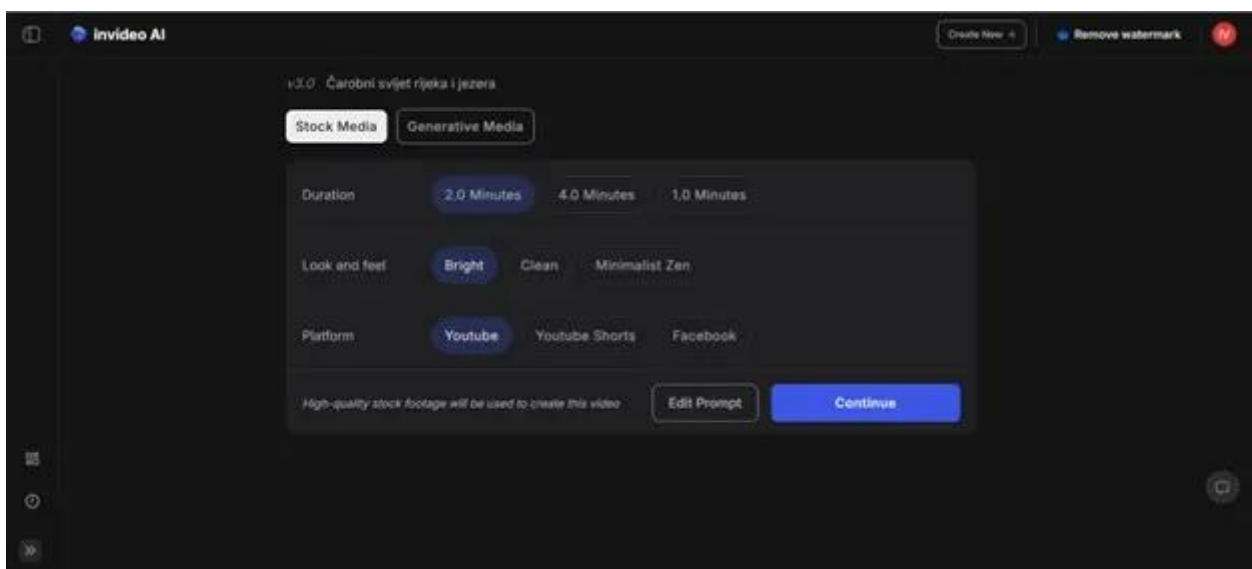 invideo AI
Create New +
Remove watermark
IV
v3.0 Čarobni svijet rijeka i jezera
Stock Media
Generative Media
Duration 2.0 Minutes 4.0 Minutes 1.0 Minutes
Look and feel Bright Clean Minimalist Zen
Platform Youtube Youtube Shorts Facebook
High-quality stock footage will be used to create this video
Edit Prompt
Continue